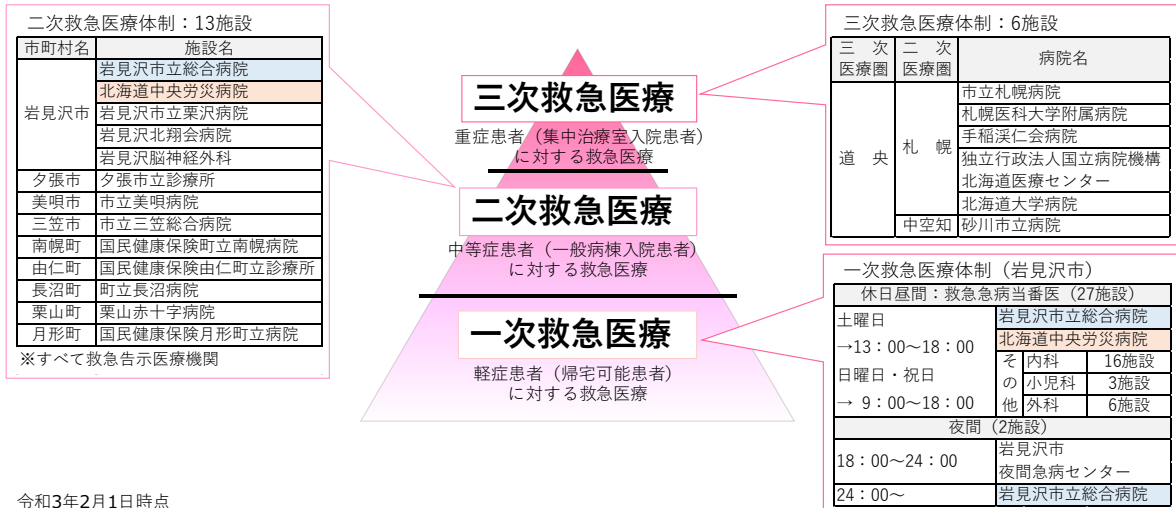 二次救急医療体制：13施設
市町村名 施設名
岩見沢市 岩見沢市立総合病院
北海道中央労災病院
岩見沢市立栗沢病院
岩見沢北翔会病院
岩見沢脳神経外科
夕張市 夕張市立診療所
美唄市 市立美唄病院
三笠市 市立三笠総合病院
南幌町 国民健康保険町立南幌病院
由仁町 国民健康保険由仁町立診療所
長沼町 町立長沼病院
栗山町 栗山赤十字病院
月形町 国民健康保険月形町立病院
※すべて救急告示医療機関
三次救急医療
重症患者（集中治療室入院患者）
に対する救急医療
二次救急医療
中等症患者（一般病棟入院患者）
に対する救急医療
一次救急医療
軽症患者（帰宅可能患者）
に対する救急医療
三次救急医療体制：6施設
三次医療圏 二次医療圏 病院名
道央 札幌 市立札幌病院
札幌医科大学附属病院
手稲渓仁会病院
独立行政法人国立病院機構
北海道医療センター
北海道大学病院
中空知 砂川市立病院
一次救急医療体制（岩見沢市）
休日昼間：救急急病当番医（27施設）
土曜日
→13：00～18：00
日曜日・祝日
→ 9：00～18：00
岩見沢市立総合病院
北海道中央労災病院
その他 内科 16施設
小児科 3施設
外科 6施設
夜間（2施設）
18：00～24：00 岩見沢市
夜間急病センター
24：00～ 岩見沢市立総合病院
令和3年2月1日時点